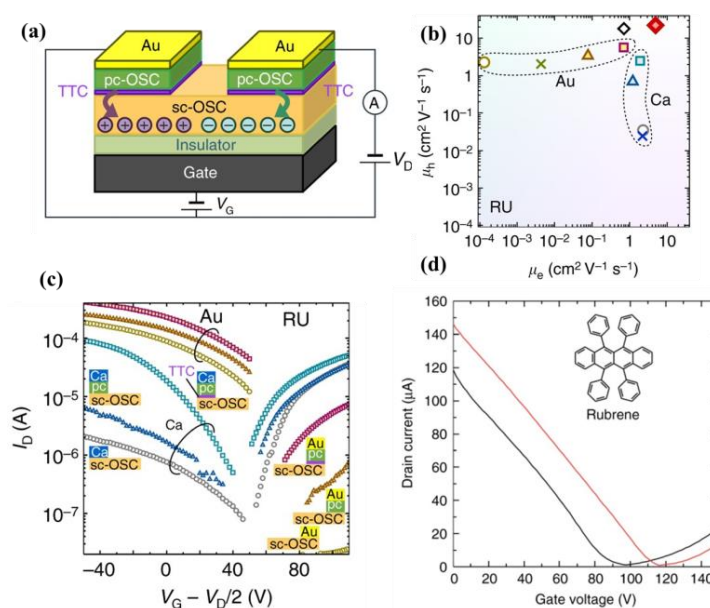 (a)
Au
Au
pc-OSC
pc-OSC
TTC
TTC
sc-OSC
+ + + + + − − − − −
Insulator
Gate
A
V_D
V_G
(b)
10
1
10⁻¹
10⁻²
10⁻³
10⁻⁴
μ_h (cm² V⁻¹ s⁻¹)
Au
Ca
RU
10⁻⁴ 10⁻³ 10⁻² 10⁻¹ 1 10
μ_e (cm² V⁻¹ s⁻¹)
(c)
10⁻⁴
10⁻⁵
10⁻⁶
10⁻⁷
I_D (A)
Au
RU
TTC
Ca
pc
sc-OSC
Ca
pc
sc-OSC
Ca
Ca
sc-OSC
Au
pc
sc-OSC
Au
pc
sc-OSC
Au
sc-OSC
−40 0 40 80
V_G − V_D/2 (V)
(d)
160
140
120
100
80
60
40
20
0
Drain current (μA)
Rubrene
0 20 40 60 80 100 120 140
Gate voltage (V)